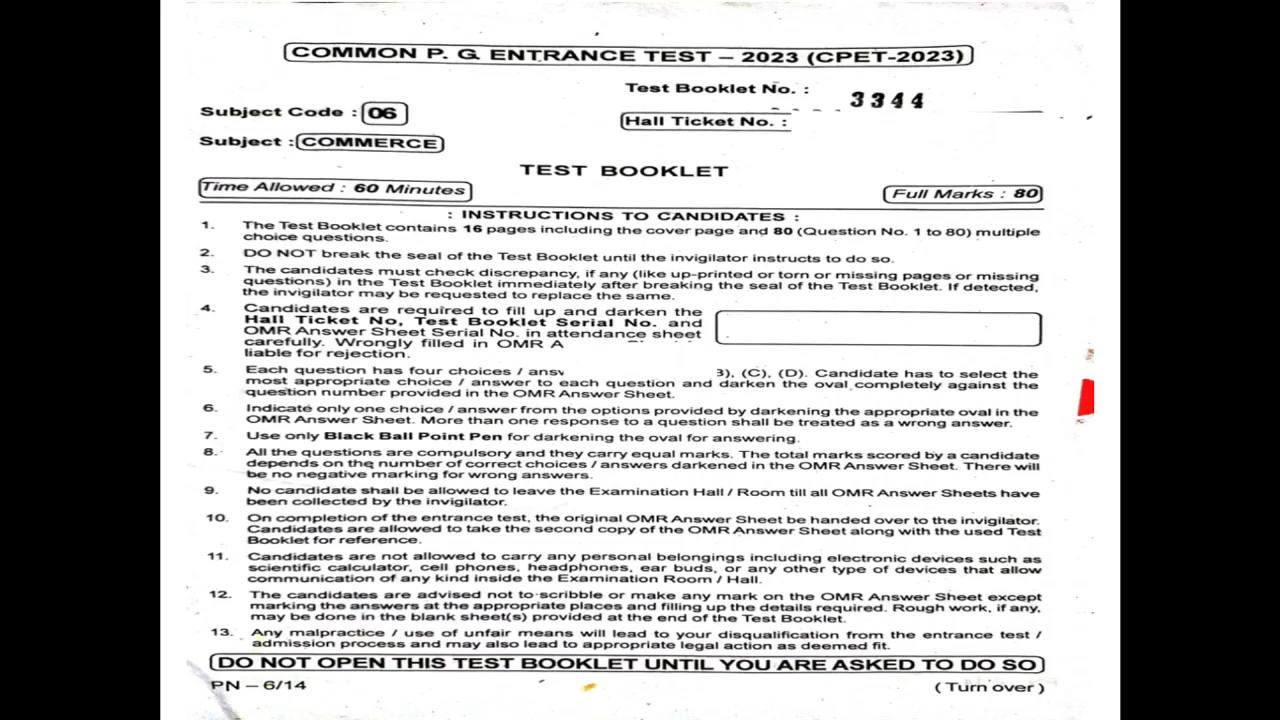 COMMON P. G. ENTRANCE TEST – 2023 (CPET-2023)
Test Booklet No. : 3344
Subject Code : 06
Hall Ticket No. :
Subject : COMMERCE
TEST BOOKLET
Time Allowed : 60 Minutes
Full Marks : 80
: INSTRUCTIONS TO CANDIDATES :
1. The Test Booklet contains 16 pages including the cover page and 80 (Question No. 1 to 80) multiple
choice questions.
2. DO NOT break the seal of the Test Booklet until the invigilator instructs to do so.
3. The candidates must check discrepancy, if any (like up-printed or torn or missing pages or missing
questions) in the Test Booklet immediately after breaking the seal of the Test Booklet. If detected,
the invigilator may be requested to replace the same.
4. Candidates are required to fill up and darken the
Hall Ticket No, Test Booklet Serial No. and
OMR Answer Sheet Serial No. in attendance sheet
carefully. Wrongly filled in OMR A
liable for rejection.
5. Each question has four choices / answ B), (C), (D). Candidate has to select the
most appropriate choice / answer to each question and darken the oval completely against the
question number provided in the OMR Answer Sheet.
6. Indicate only one choice / answer from the options provided by darkening the appropriate oval in the
OMR Answer Sheet. More than one response to a question shall be treated as a wrong answer.
7. Use only Black Ball Point Pen for darkening the oval for answering.
8. All the questions are compulsory and they carry equal marks. The total marks scored by a candidate
depends on the number of correct choices / answers darkened in the OMR Answer Sheet. There will
be no negative marking for wrong answers.
9. No candidate shall be allowed to leave the Examination Hall / Room till all OMR Answer Sheets have
been collected by the invigilator.
10. On completion of the entrance test, the original OMR Answer Sheet be handed over to the invigilator.
Candidates are allowed to take the second copy of the OMR Answer Sheet along with the used Test
Booklet for reference.
11. Candidates are not allowed to carry any personal belongings including electronic devices such as
scientific calculator, cell phones, headphones, ear buds, or any other type of devices that allow
communication of any kind inside the Examination Room / Hall.
12. The candidates are advised not to scribble or make any mark on the OMR Answer Sheet except
marking the answers at the appropriate places and filling up the details required. Rough work, if any,
may be done in the blank sheet(s) provided at the end of the Test Booklet.
13. Any malpractice / use of unfair means will lead to your disqualification from the entrance test /
admission process and may also lead to appropriate legal action as deemed fit.
DO NOT OPEN THIS TEST BOOKLET UNTIL YOU ARE ASKED TO DO SO
PN – 6/14
(Turn over)